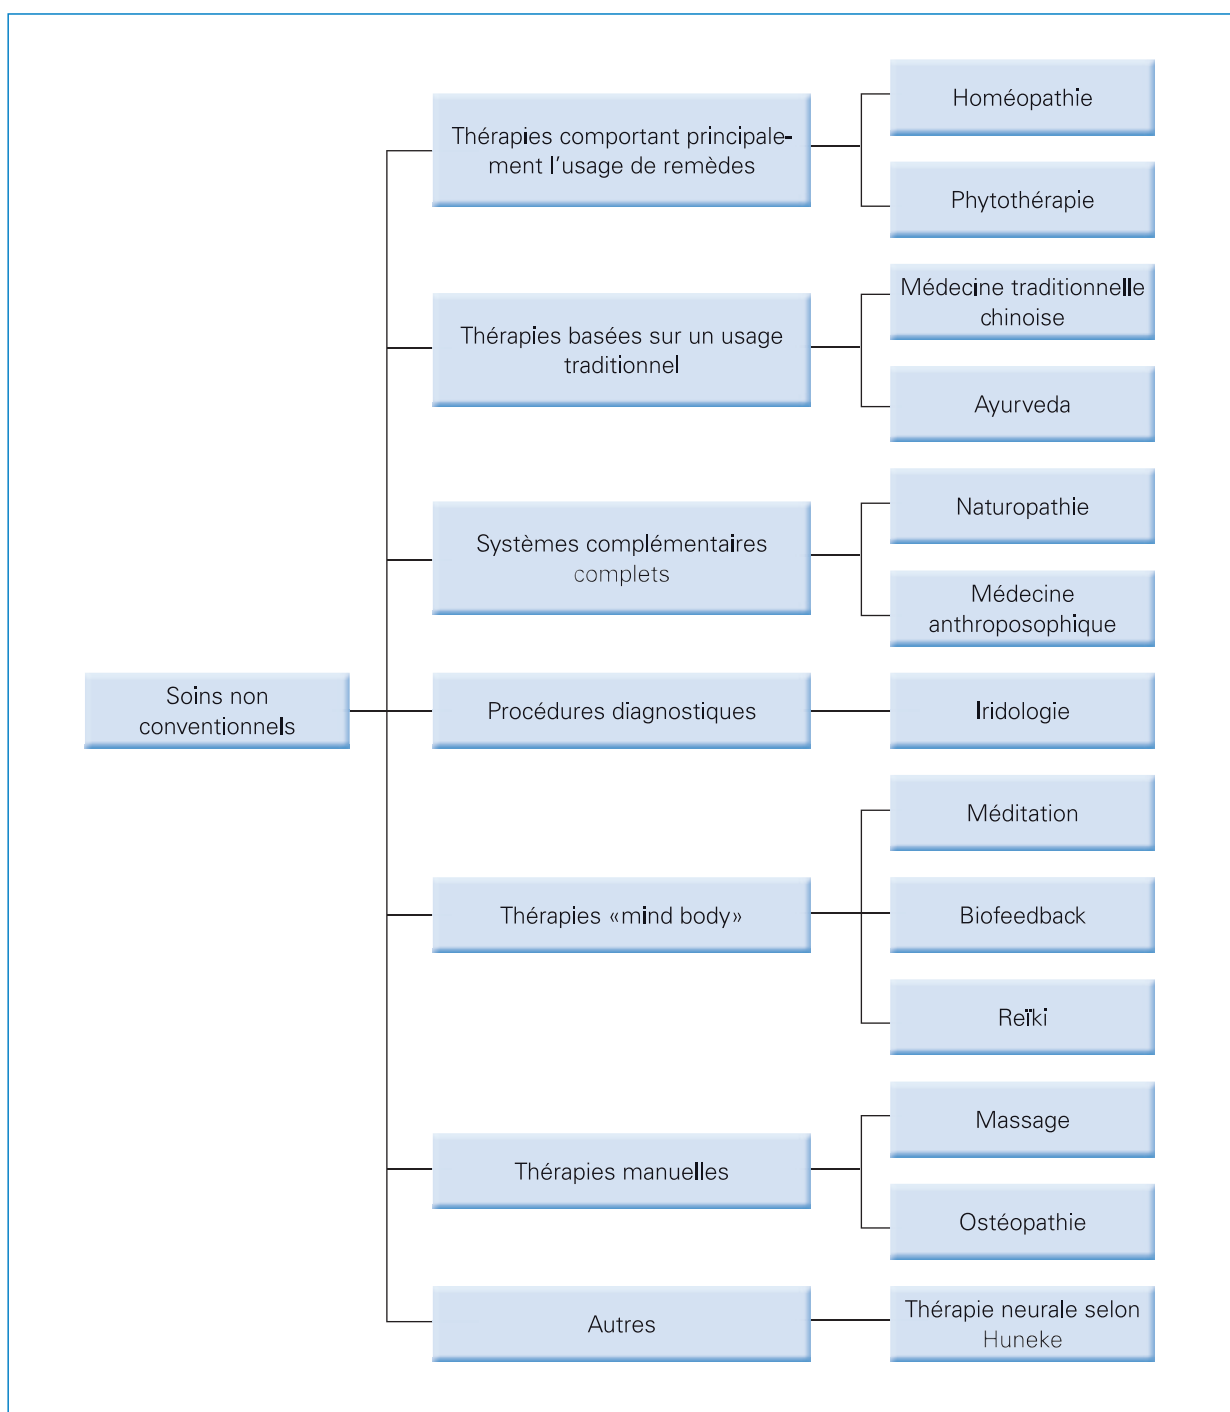 Soins non
conventionnels
Thérapies comportant principale-
ment l'usage de remèdes
Homéopathie
Phytothérapie
Thérapies basées sur un usage
traditionnel
Médecine traditionnelle
chinoise
Ayurveda
Systèmes complémentaires
complets
Naturopathie
Médecine
anthroposophique
Procédures diagnostiques
Iridologie
Thérapies «mind body»
Méditation
Biofeedback
Reïki
Thérapies manuelles
Massage
Ostéopathie
Autres
Thérapie neurale selon
Huneke